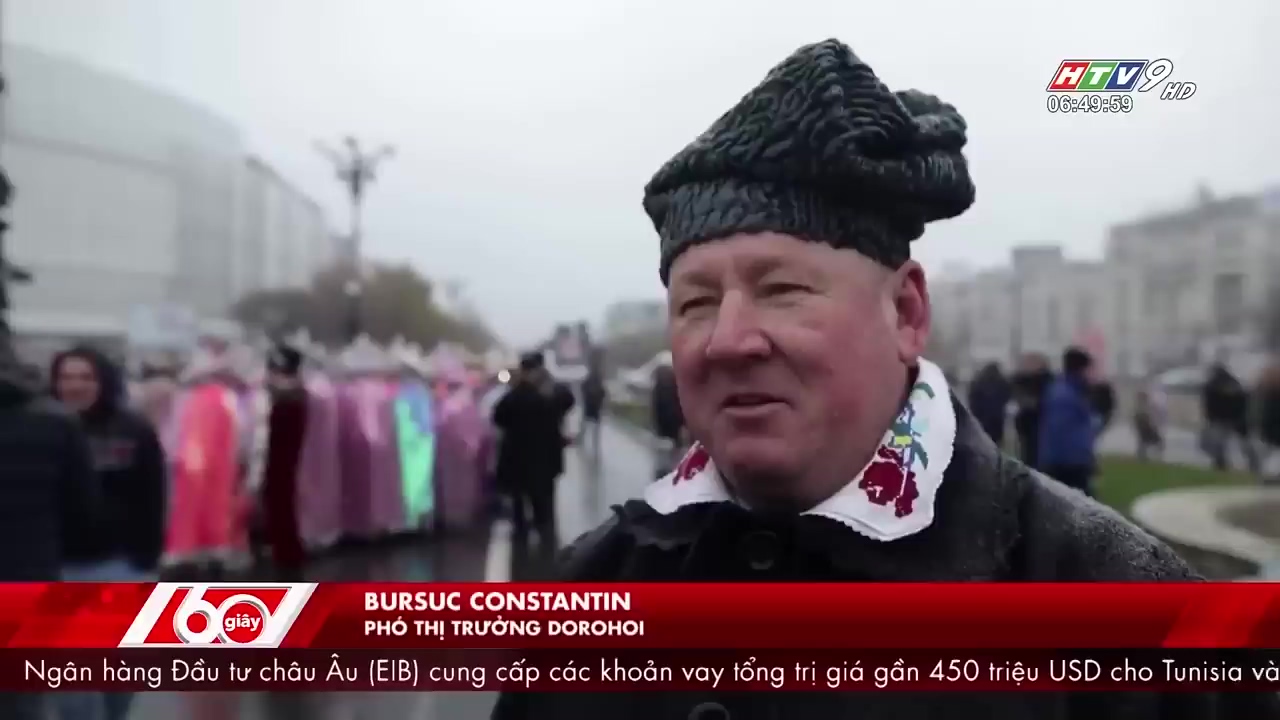 HTV9 HD
06:49:59
60 giây
BURSUC CONSTANTIN
PHÓ THỊ TRƯỞNG DOROHOI
Ngân hàng Đầu tư châu Âu (EIB) cung cấp các khoản vay tổng trị giá gần 450 triệu USD cho Tunisia và